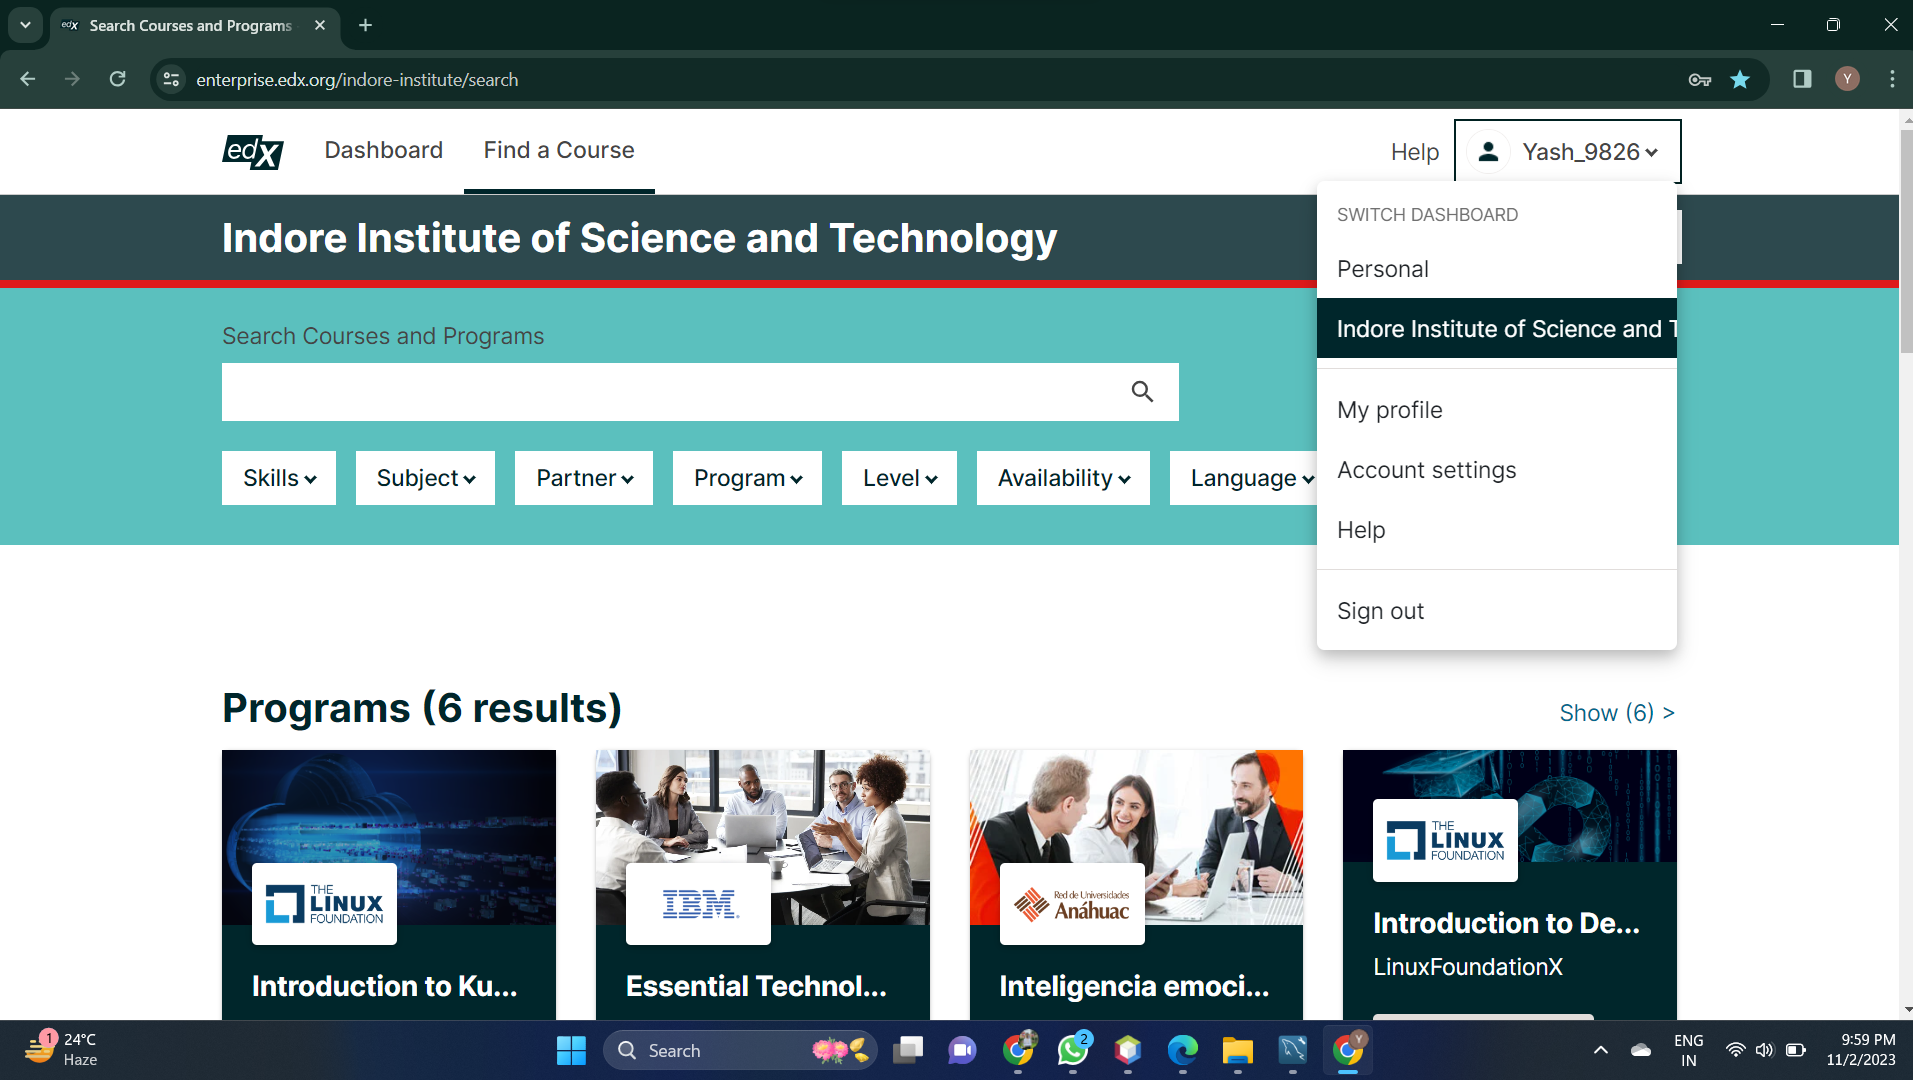 edX Search Courses and Programs
enterprise.edx.org/indore-institute/search
Y
edX Dashboard Find a Course Help Yash_9826
SWITCH DASHBOARD
Personal
Indore Institute of Science and T
My profile
Account settings
Help
Sign out
Indore Institute of Science and Technology
Search Courses and Programs
Skills Subject Partner Program Level Availability Language
Programs (6 results) Show (6) >
THE
LINUX
FOUNDATION
Introduction to Ku...
IBM
Essential Technol...
Red de Universidades
Anáhuac
Inteligencia emoci...
THE
LINUX
FOUNDATION
Introduction to De...
LinuxFoundationX
1
24°C
Haze
Search
2
Y
ENG
IN
9:59 PM
11/2/2023